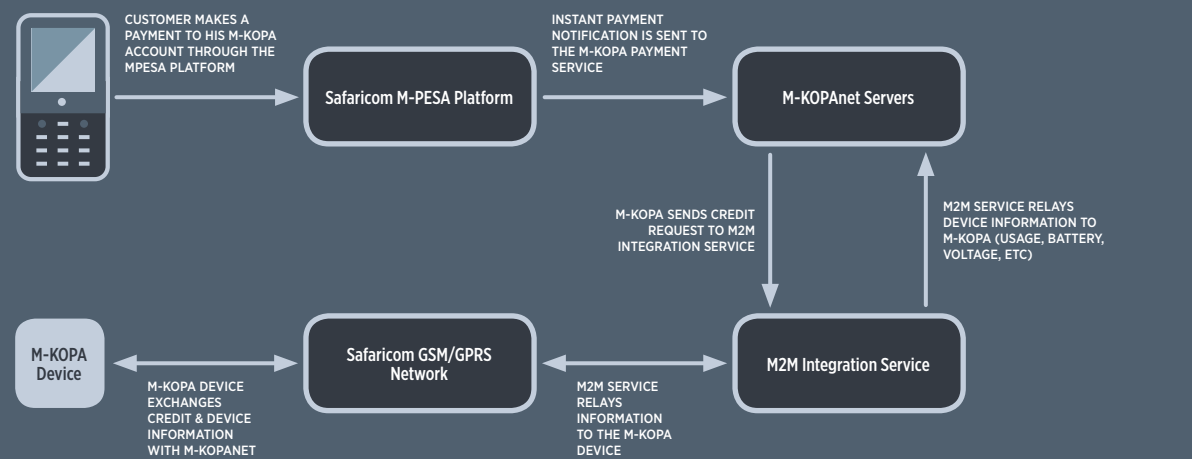 CUSTOMER MAKES A
PAYMENT TO HIS M-KOPA
ACCOUNT THROUGH THE
MPESA PLATFORM
Safaricom M-PESA Platform
INSTANT PAYMENT
NOTIFICATION IS SENT TO
THE M-KOPA PAYMENT
SERVICE
M-KOPAnet Servers
M-KOPA SENDS CREDIT
REQUEST TO M2M
INTEGRATION SERVICE
M2M SERVICE RELAYS
DEVICE INFORMATION TO
M-KOPA (USAGE, BATTERY,
VOLTAGE, ETC)
M-KOPA
Device
M-KOPA DEVICE
EXCHANGES
CREDIT & DEVICE
INFORMATION
WITH M-KOPANET
Safaricom GSM/GPRS
Network
M2M SERVICE
RELAYS
INFORMATION
TO THE M-KOPA
DEVICE
M2M Integration Service